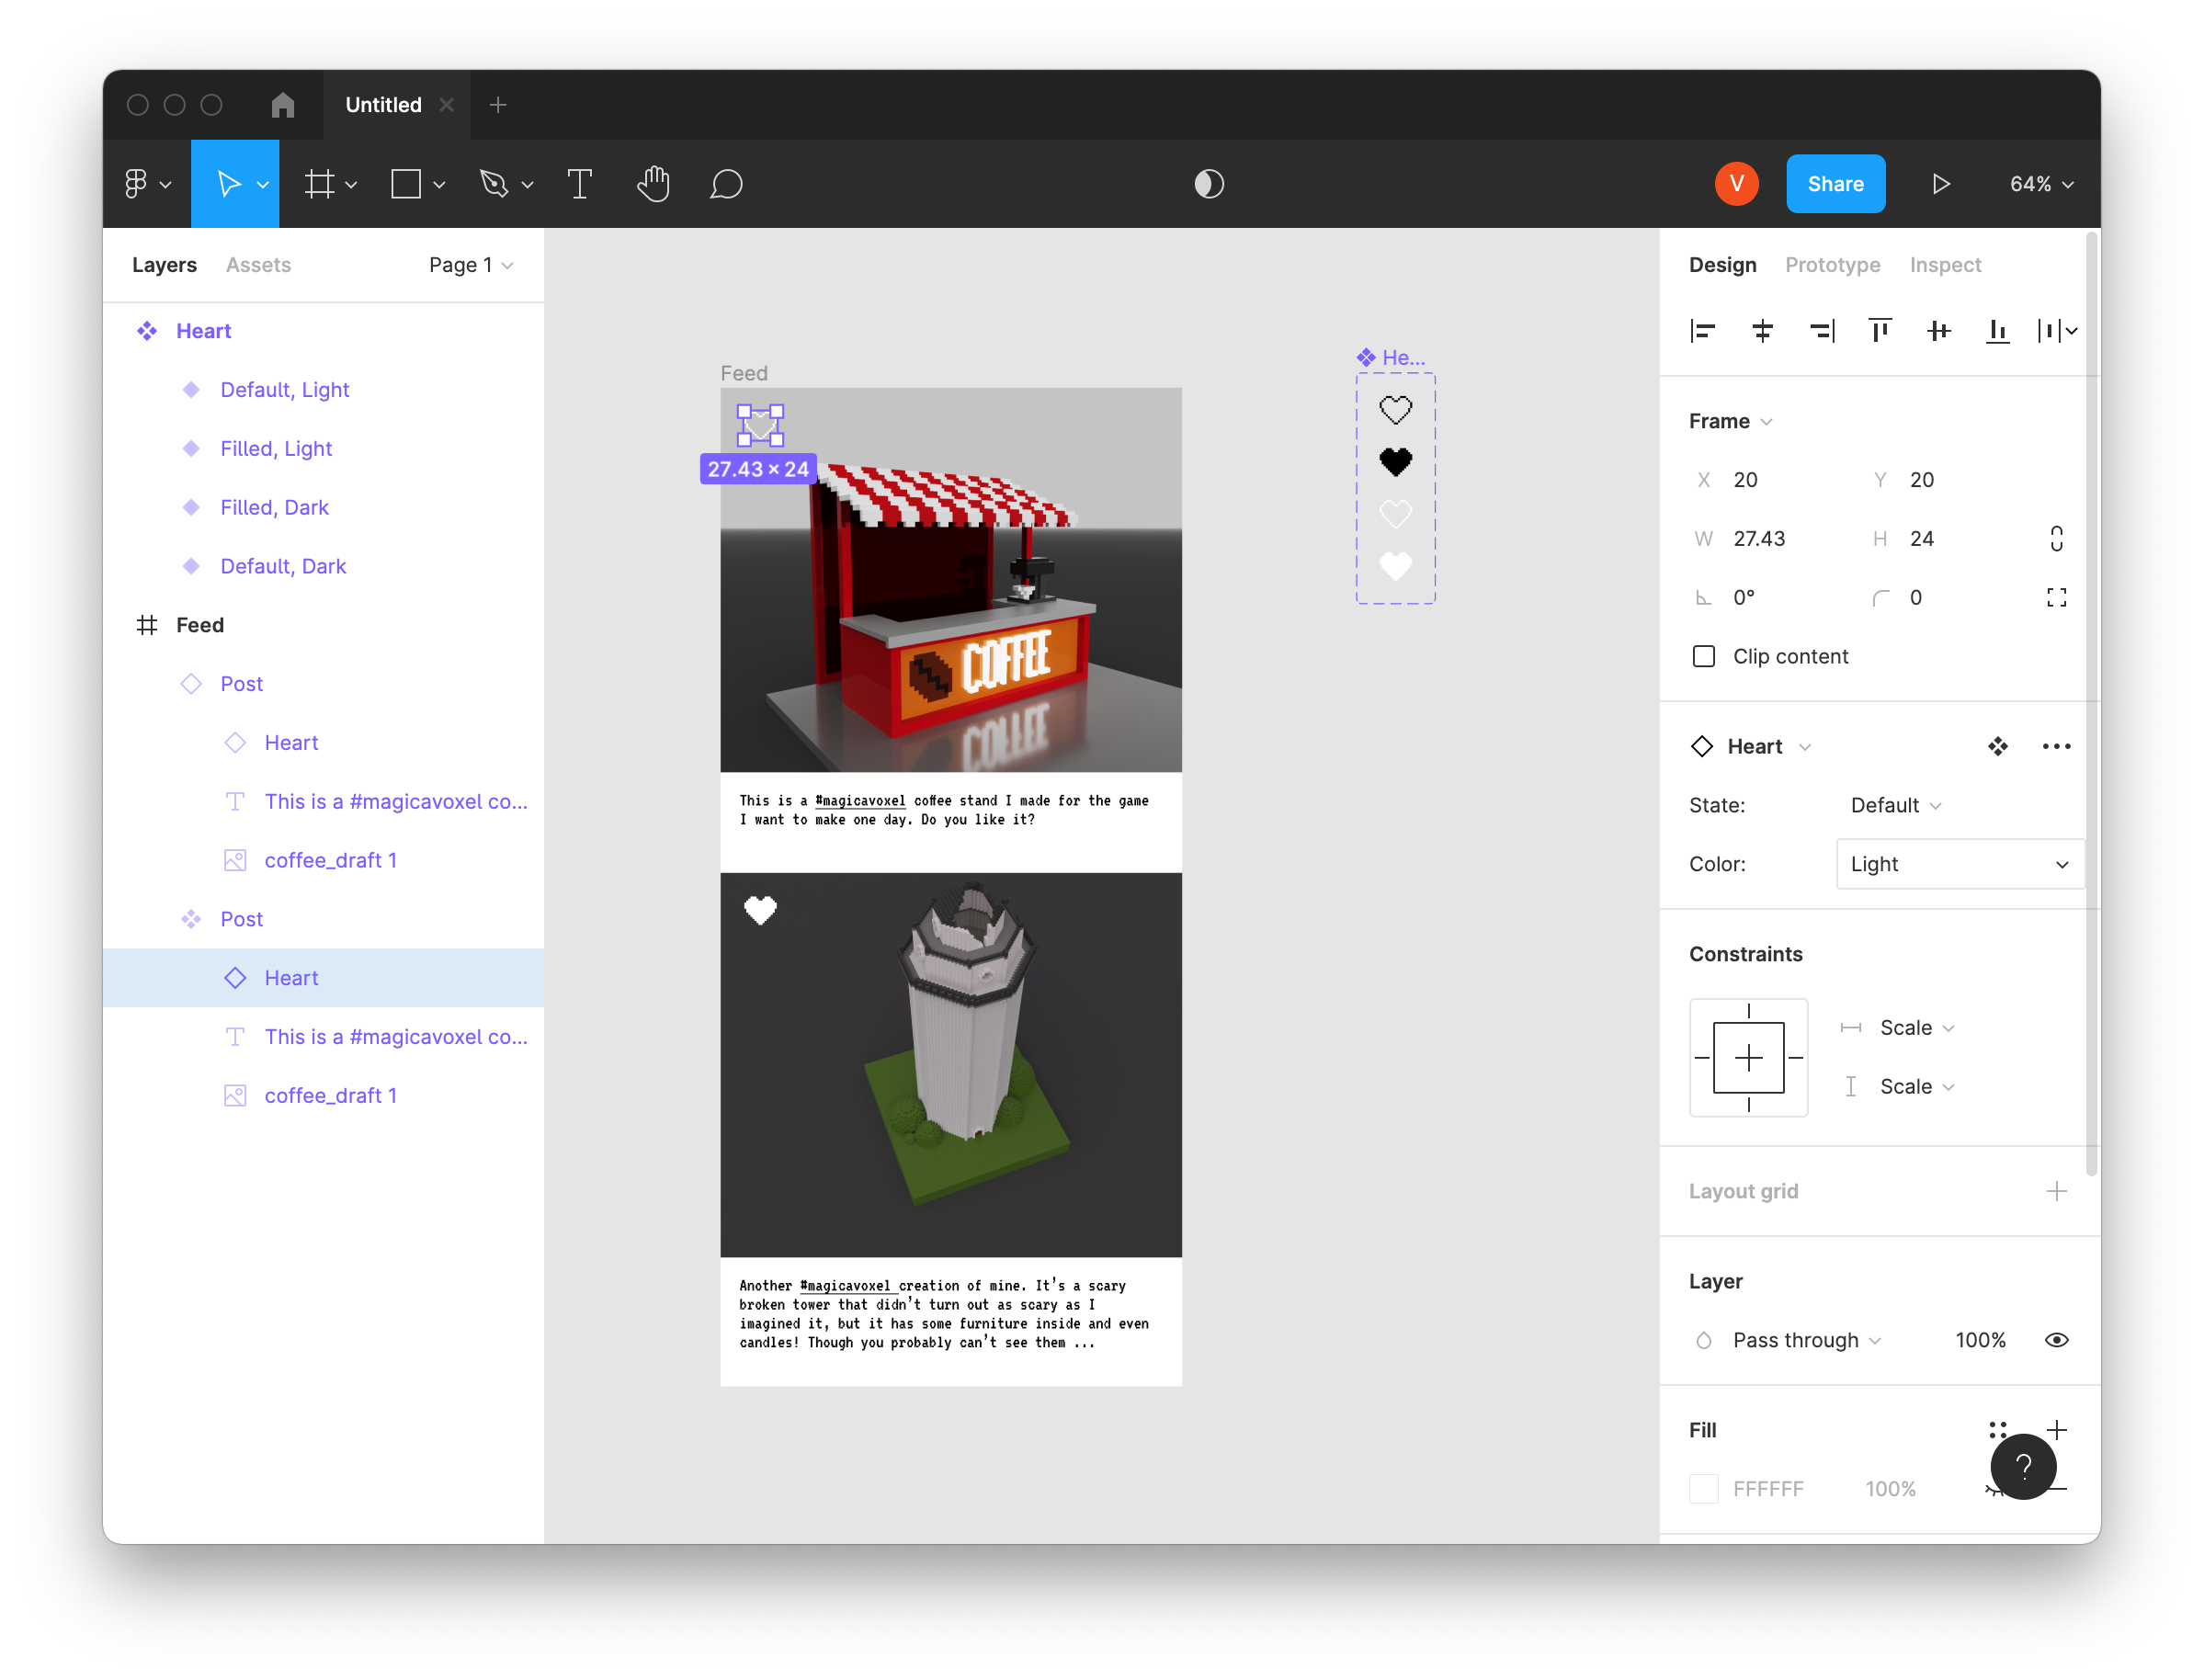 Untitled
V
Share
64%
Layers
Assets
Page 1
Heart
Default, Light
Filled, Light
Filled, Dark
Default, Dark
Feed
Post
Heart
This is a #magicavoxel co...
coffee_draft 1
Post
Heart
This is a #magicavoxel co...
coffee_draft 1
Feed
27.43 × 24
COFFEE
This is a #magicavoxel coffee stand I made for the game
I want to make one day. Do you like it?
Another #magicavoxel creation of mine. It's a scary
broken tower that didn't turn out as scary as I
imagined it, but it has some furniture inside and even
candles! Though you probably can't see them ...
He...
Design
Prototype
Inspect
Frame
X 20
Y 20
W 27.43
H 24
0°
0
Clip content
Heart
State:
Default
Color:
Light
Constraints
Scale
Scale
Layout grid
Layer
Pass through
100%
Fill
FFFFFF
100%
?